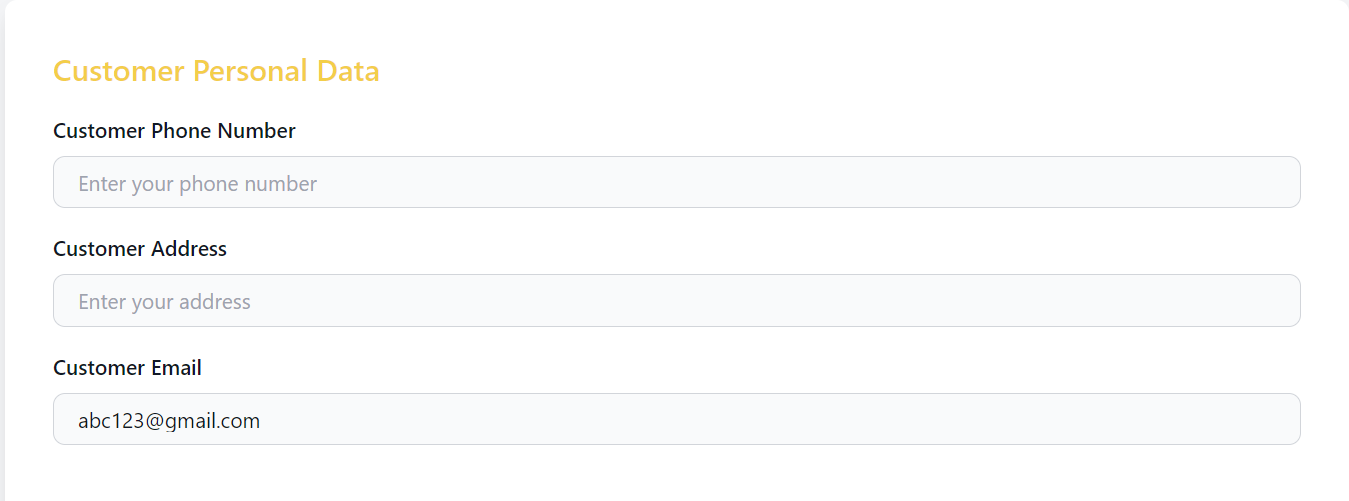 Customer Personal Data
Customer Phone Number
Enter your phone number
Customer Address
Enter your address
Customer Email
abc123@gmail.com